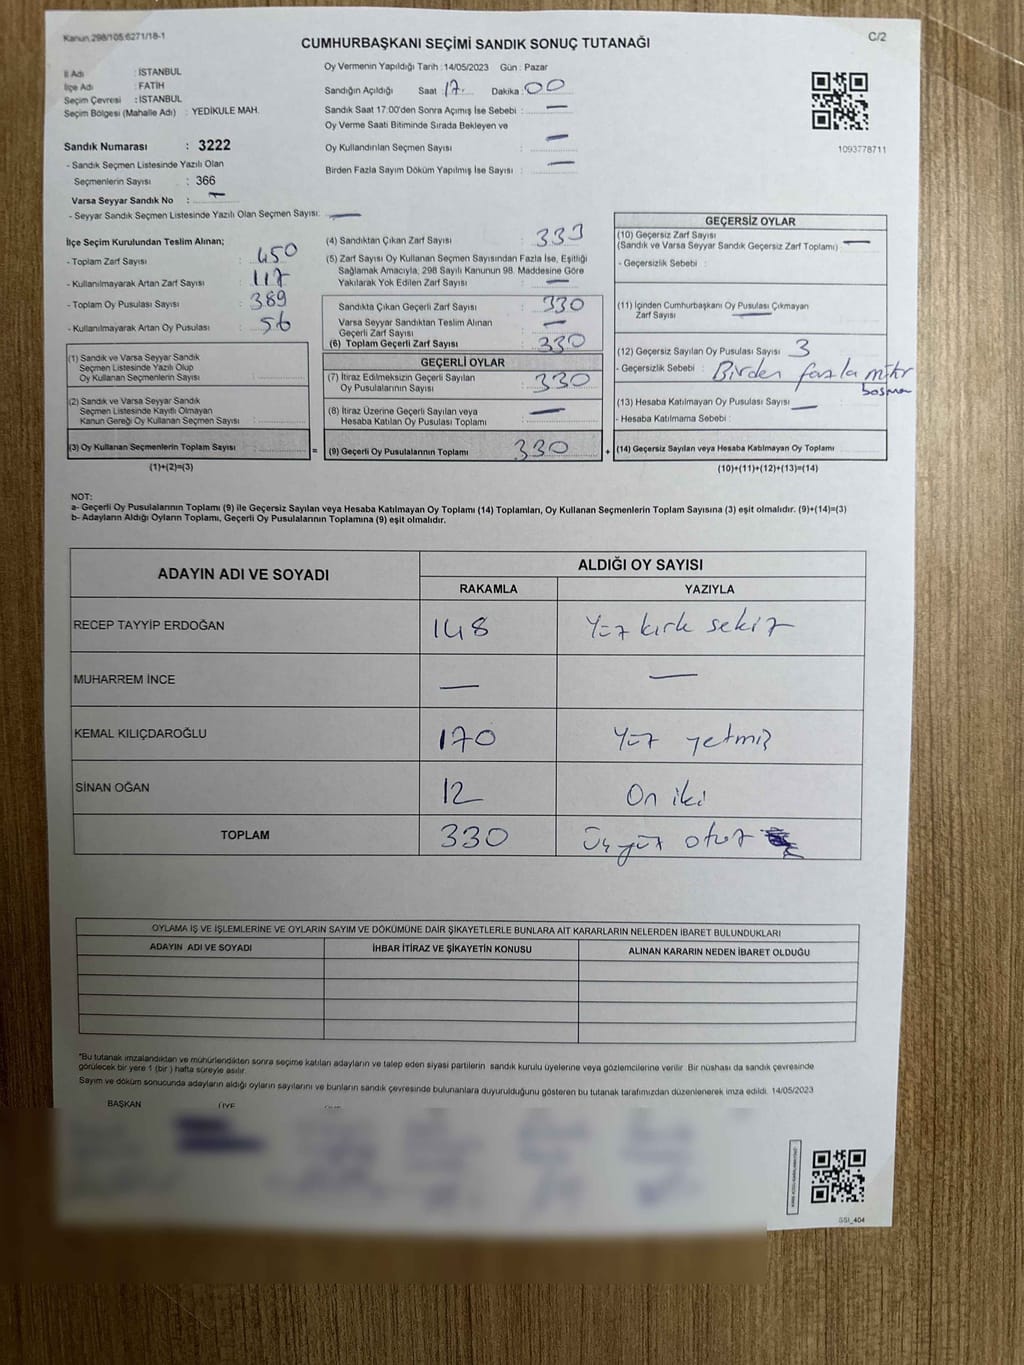 Kanun.298/105.6271/18-1
C/2
CUMHURBAŞKANI SEÇİMİ SANDIK SONUÇ TUTANAĞI
İl Adı : İSTANBUL
İlçe Adı : FATİH
Seçim Çevresi : İSTANBUL
Seçim Bölgesi (Mahalle Adı) : YEDİKULE MAH.
Oy Vermenin Yapıldığı Tarih :14/05/2023 Gün : Pazar
Sandığın Açıldığı Saat 17 Dakika : 00
Sandık Saat 17:00'den Sonra Açımış İse Sebebi : —
Oy Verme Saati Bitiminde Sırada Bekleyen ve
Oy Kullandırılan Seçmen Sayısı : —
Birden Fazla Sayım Döküm Yapılmış İse Sayısı : —
1093778711
Sandık Numarası : 3222
- Sandık Seçmen Listesinde Yazılı Olan
Seçmenlerin Sayısı : 366
Varsa Seyyar Sandık No : —
- Seyyar Sandık Seçmen Listesinde Yazılı Olan Seçmen Sayısı: —
İlçe Seçim Kurulundan Teslim Alınan;
- Toplam Zarf Sayısı : 450
- Kullanılmayarak Artan Zarf Sayısı : 117
- Toplam Oy Pusulası Sayısı : 389
- Kullanılmayarak Artan Oy Pusulası : 56
(1) Sandık ve Varsa Seyyar Sandık
Seçmen Listesinde Yazılı Olup
Oy Kullanan Seçmenlerin Sayısı :
(2) Sandık ve Varsa Seyyar Sandık
Seçmen Listesinde Kayıtlı Olmayan
Kanun Gereği Oy Kullanan Seçmen Sayısı :
(3) Oy Kullanan Seçmenlerin Toplam Sayısı :
(1)+(2)=(3)
(4) Sandıktan Çıkan Zarf Sayısı : 333
(5) Zarf Sayısı Oy Kullanan Seçmen Sayısından Fazla İse, Eşitliği
Sağlamak Amacıyla, 298 Sayılı Kanunun 98. Maddesine Göre
Yakılarak Yok Edilen Zarf Sayısı : —
Sandıkta Çıkan Geçerli Zarf Sayısı : 330
Varsa Seyyar Sandıktan Teslim Alınan
Geçerli Zarf Sayısı : —
(6) Toplam Geçerli Zarf Sayısı : 330
GEÇERLİ OYLAR
(7) İtiraz Edilmeksizin Geçerli Sayılan
Oy Pusulalarının Sayısı : 330
(8) İtiraz Üzerine Geçerli Sayılan veya
Hesaba Katılan Oy Pusulası Toplamı : —
= (9) Geçerli Oy Pusulalarının Toplamı 330 +
GEÇERSİZ OYLAR
(10) Geçersiz Zarf Sayısı
(Sandık ve Varsa Seyyar Sandık Geçersiz Zarf Toplamı) —
- Geçersizlik Sebebi :
(11) İçinden Cumhurbaşkanı Oy Pusulası Çıkmayan
Zarf Sayısı : —
(12) Geçersiz Sayılan Oy Pusulası Sayısı : 3
- Geçersizlik Sebebi : Birden fazla mühr
basma
(13) Hesaba Katılmayan Oy Pusulası Sayısı : —
- Hesaba Katılmama Sebebi :
(14) Geçersiz Sayılan veya Hesaba Katılmayan Oy Toplamı
(10)+(11)+(12)+(13)=(14)
NOT:
a- Geçerli Oy Pusulalarının Toplamı (9) ile Geçersiz Sayılan veya Hesaba Katılmayan Oy Toplamı (14) Toplamları, Oy Kullanan Seçmenlerin Toplam Sayısına (3) eşit olmalıdır. (9)+(14)=(3)
b- Adayların Aldığı Oyların Toplamı, Geçerli Oy Pusulalarının Toplamına (9) eşit olmalıdır.
ADAYIN ADI VE SOYADI
ALDIĞI OY SAYISI
RAKAMLA YAZIYLA
RECEP TAYYİP ERDOĞAN 148 Yüz kırk sekiz
MUHARREM İNCE — —
KEMAL KILIÇDAROĞLU 170 Yüz yetmiş
SİNAN OĞAN 12 On iki
TOPLAM 330 Üçyüz otuz
OYLAMA İŞ VE İŞLEMLERİNE VE OYLARIN SAYIM VE DÖKÜMÜNE DAİR ŞİKAYETLERLE BUNLARA AİT KARARLARIN NELERDEN İBARET BULUNDUKLARI
ADAYIN ADI VE SOYADI İHBAR İTİRAZ VE ŞİKAYETİN KONUSU ALINAN KARARIN NEDEN İBARET OLDUĞU
*Bu tutanak imzalandıktan ve mühürlendikten sonra seçime katılan adayların ve talep eden siyasi partilerin sandık kurulu üyelerine veya gözlemcilerine verilir. Bir nüshası da sandık çevresinde
görülecek bir yere 1 (bir ) hafta süreyle asılır.
Sayım ve döküm sonucunda adayların aldığı oyların sayılarını ve bunların sandık çevresinde bulunanlara duyurulduğunu gösteren bu tutanak tarafımızdan düzenlenerek imza edildi. 14/05/2023
BAŞKAN ÜYE ÜYE
SSI_404